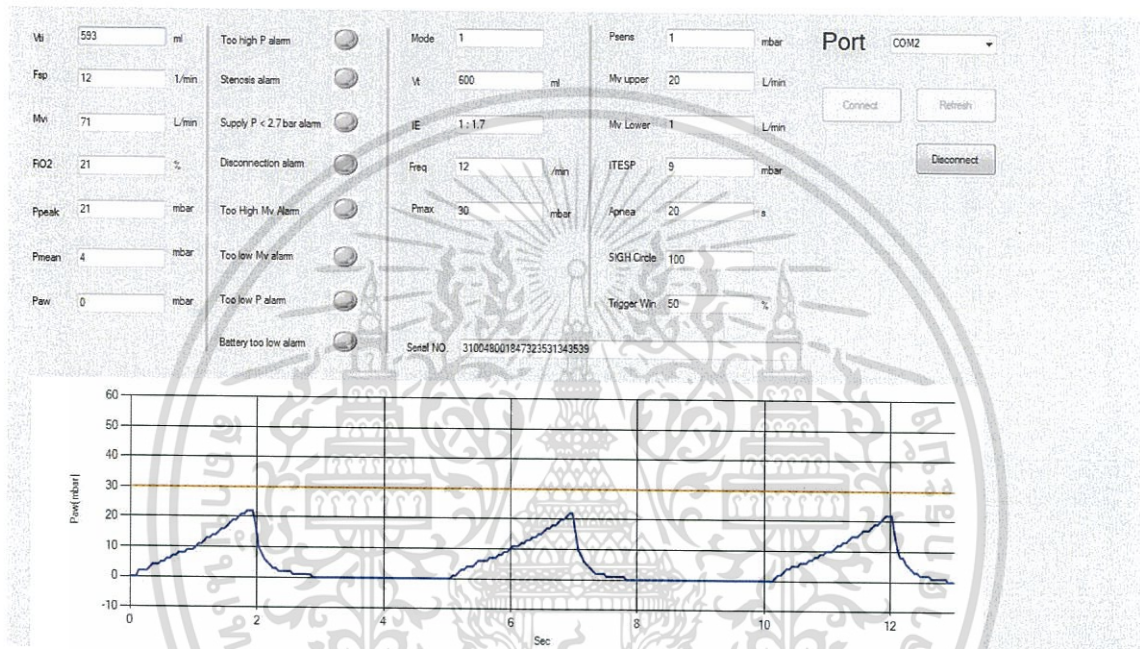 Vti 593 ml
Fsp 12 1/min
Mvi 71 L/min
FiO2 21 %
Ppeak 21 mbar
Pmean 4 mbar
Paw 0 mbar
Too high P alarm
Stenosis alarm
Supply P < 2.7 bar alarm
Disconnection alarm
Too High Mv Alarm
Too low Mv alarm
Too low P alarm
Battery too low alarm
Mode 1
Vt 600 ml
IE 1 : 1.7
Freq 12 /min
Pmax 30 mbar
Serial NO. 310048001847323531343539
Psens 1 mbar
Mv upper 20 L/min
Mv Lower 1 L/min
ITESP 9 mbar
Apnea 20 s
SIGH Circle 100
Trigger Win 50 %
Port COM2
Connect Refresh
Disconnect
Paw[mbar]
60
50
40
30
20
10
0
-10
0 2 4 6 8 10 12
Sec